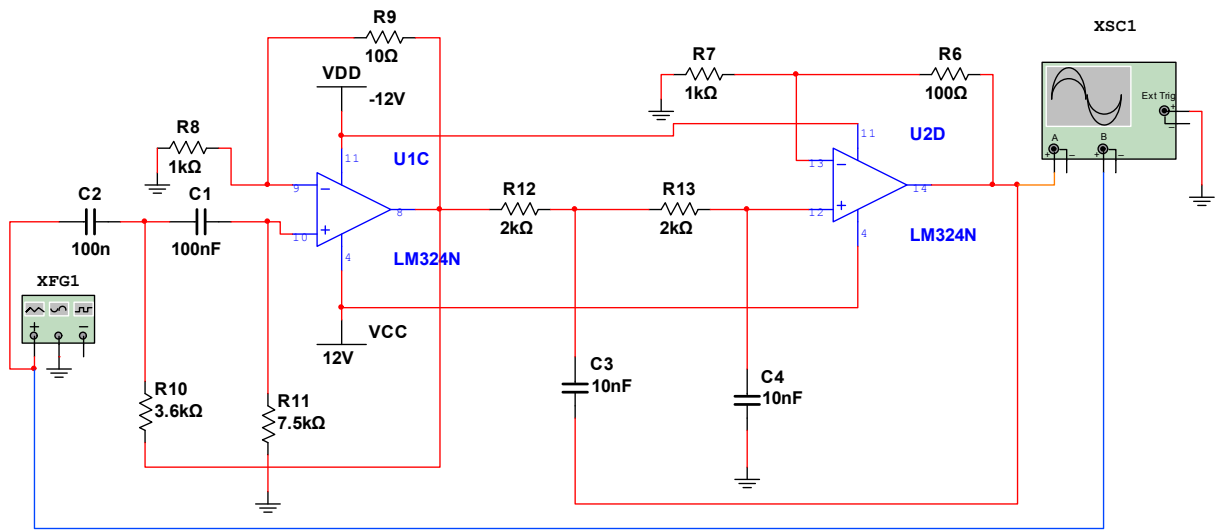 R9
10Ω
VDD
-12V
R8
1kΩ
11
U1C
9
8
10
4
LM324N
C2
100n
C1
100nF
XFG1
VCC
12V
R10
3.6kΩ
R11
7.5kΩ
R12
2kΩ
R13
2kΩ
C3
10nF
C4
10nF
R7
1kΩ
R6
100Ω
11
U2D
13
14
12
4
LM324N
XSC1
Ext Trig
+
–
A
B
+
–
+
–
+
–